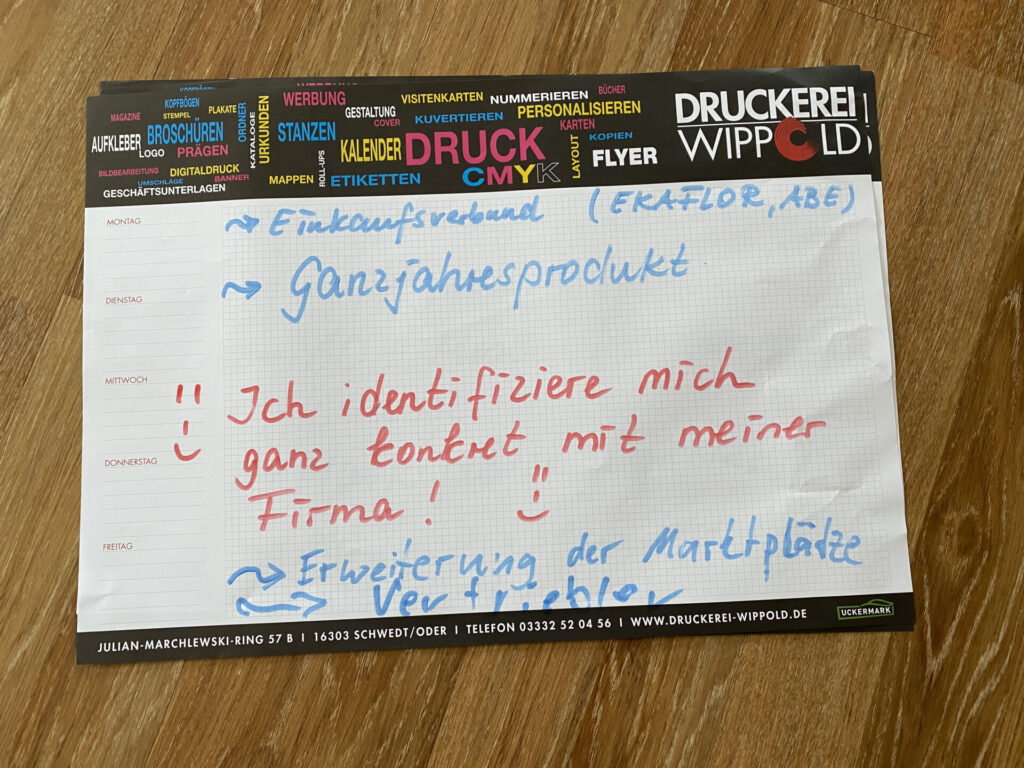 WERBUNG
KOPFBÖGEN
MAGAZINE
STEMPEL
PLAKATE
ORDNER
KATALOGE
URKUNDEN
WERBUNG
GESTALTUNG
COVER
VISITENKARTEN
NUMMERIEREN
BÜCHER
KUVERTIEREN
PERSONALISIEREN
AUFKLEBER
BROSCHÜREN
LOGO
PRÄGEN
STANZEN
KALENDER
DRUCK
KARTEN
KOPIEN
LAYOUT
FLYER
BILDBEARBEITUNG
DIGITALDRUCK
UMSCHLÄGE
BANNER
GESCHÄFTSUNTERLAGEN
MAPPEN
ROLL-UPS
ETIKETTEN
CMYK
DRUCKEREI
WIPPOLD
MONTAG
⇝ Einkaufsverbund (EKAFLOR, ABE)
⇝ Ganzjahresprodukt
DIENSTAG
MITTWOCH
Ich identifiziere mich
ganz konkret mit meiner
Firma!
DONNERSTAG
FREITAG
⇝ Erweiterung der Marktplätze
JULIAN-MARCHLEWSKI-RING 57 B I 16303 SCHWEDT/ODER I TELEFON 03332 52 04 56 I WWW.DRUCKEREI-WIPPOLD.DE
UCKERMARK